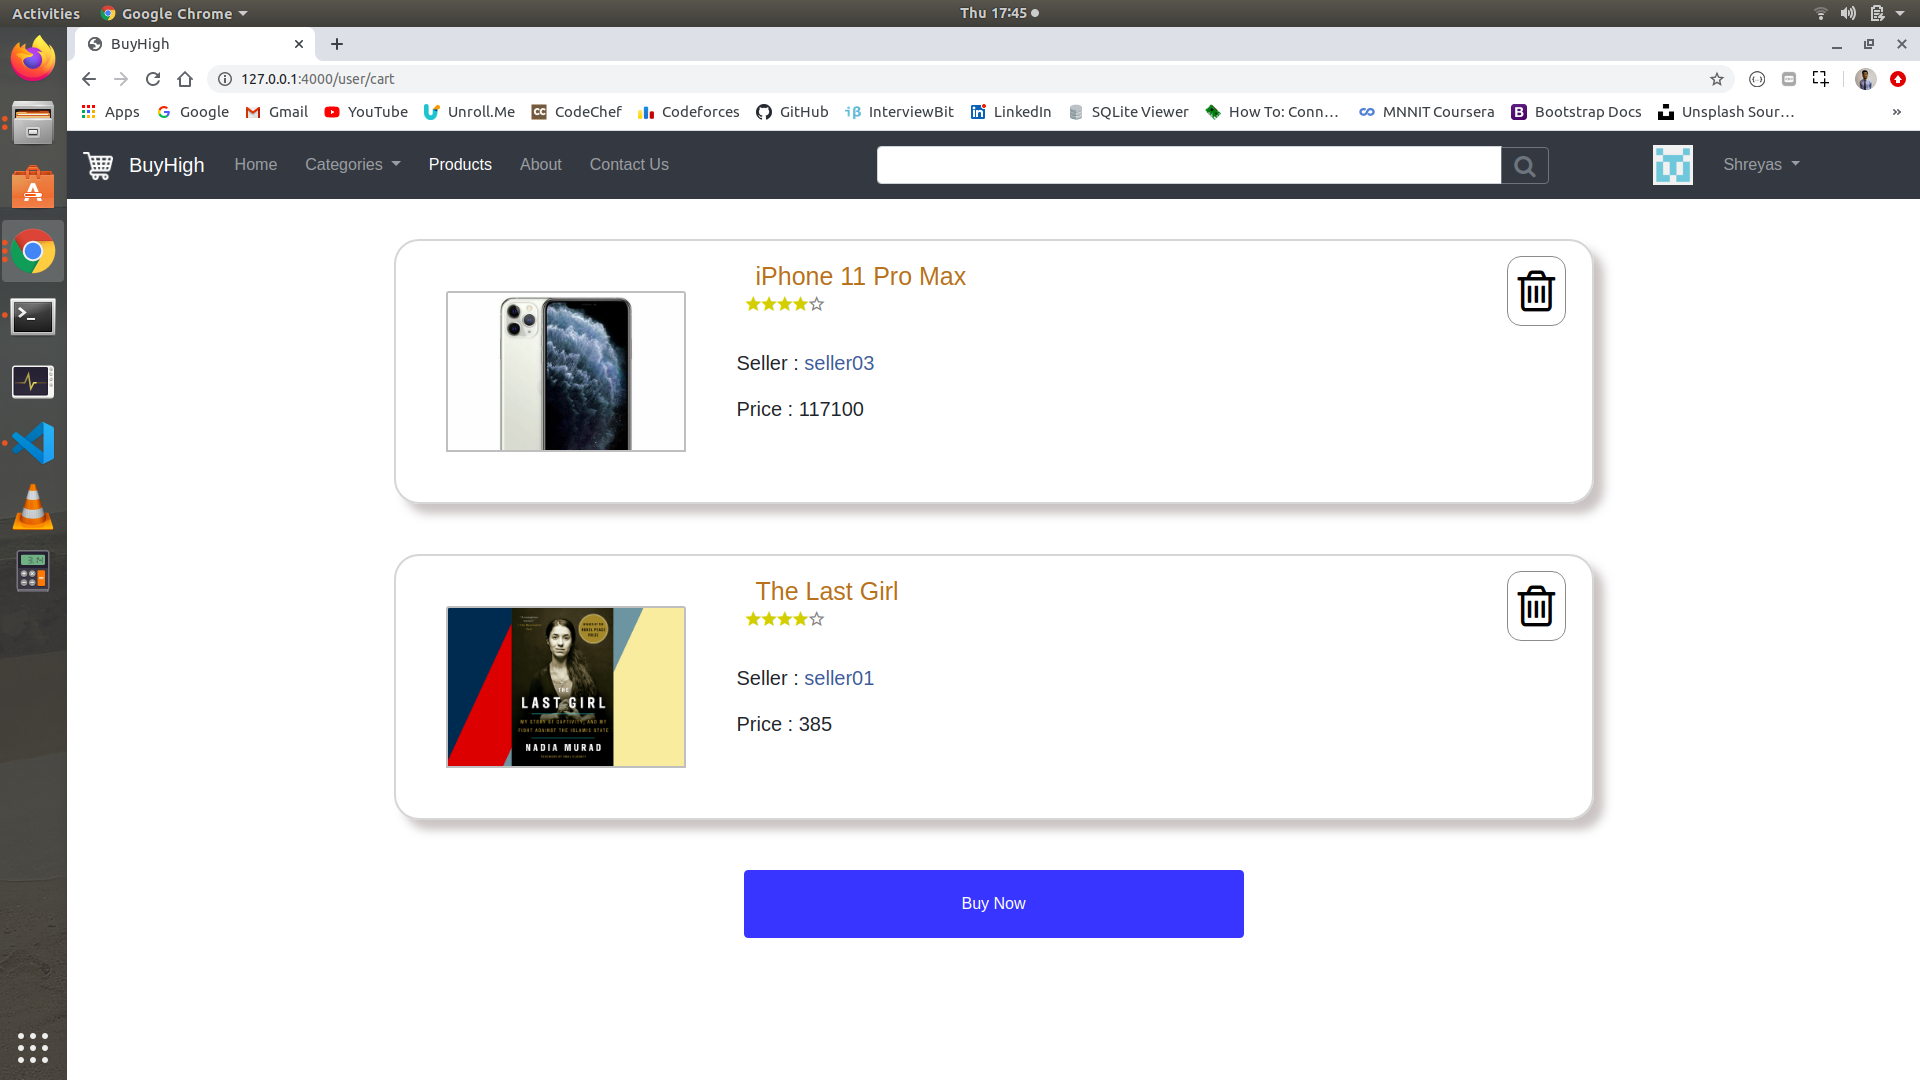 Activities Google Chrome Thu 17:45
BuyHigh
127.0.0.1:4000/user/cart
Apps Google Gmail YouTube Unroll.Me CodeChef Codeforces GitHub InterviewBit LinkedIn SQLite Viewer How To: Conn… MNNIT Coursera Bootstrap Docs Unsplash Sour… »
BuyHigh Home Categories Products About Contact Us Shreyas
iPhone 11 Pro Max
Seller : seller03
Price : 117100
The Last Girl
THE
LAST GIRL
MY STORY OF CAPTIVITY, AND MY
FIGHT AGAINST THE ISLAMIC STATE
NADIA MURAD
Seller : seller01
Price : 385
Buy Now